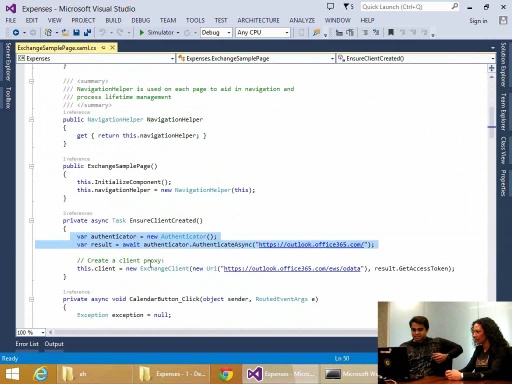 Expenses - Microsoft Visual Studio
Quick Launch (Ctrl+Q)
FILE EDIT VIEW PROJECT BUILD DEBUG TEAM TOOLS TEST ARCHITECTURE ANALYZE WINDOW HELP
Sign in
Simulator Debug Any CPU
ExchangeSamplePage.xaml.cs
Expenses
Expenses.ExchangeSamplePage
EnsureClientCreated()
Server Explorer
Toolbox
Team Explorer
Class View
Properties
/// <summary>
/// NavigationHelper is used on each page to aid in navigation and
/// process lifetime management
/// </summary>
1 reference
public NavigationHelper NavigationHelper
{
get { return this.navigationHelper; }
}
public ExchangeSamplePage()
{
this.InitializeComponent();
this.navigationHelper = new NavigationHelper(this);
}
private async Task EnsureClientCreated()
{
var authenticator = new Authenticator();
var result = await authenticator.AuthenticateAsync("https://outlook.office365.com/");
// Create a client proxy:
this.client = new ExchangeClient(new Uri("https://outlook.office365.com/ews/odata"), result.GetAccessToken);
}
1 reference
private async void CalendarButton_Click(object sender, RoutedEventArgs e)
{
Exception exception = null;
100 %
Error List Output
Ready
Ln 50
ah
Expenses - 1 - De...
Expenses - Micro...
Microsoft W